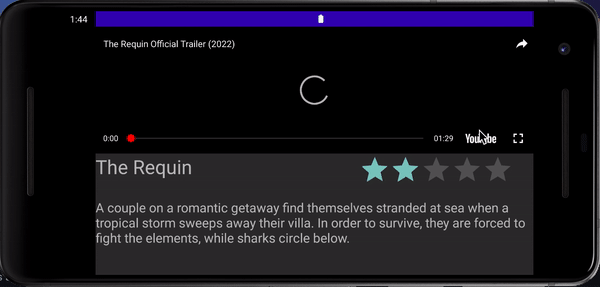 1:44
The Requin Official Trailer (2022)
0:00
01:29
YouTube
The Requin
A couple on a romantic getaway find themselves stranded at sea when a
tropical storm sweeps away their villa. In order to survive, they are forced to
fight the elements, while sharks circle below.